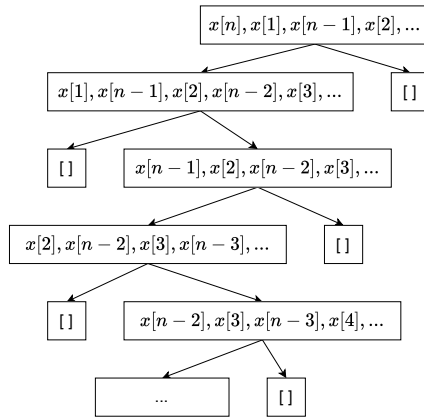 x[n], x[1], x[n − 1], x[2], ...
x[1], x[n − 1], x[2], x[n − 2], x[3], ...
[ ]
[ ]
x[n − 1], x[2], x[n − 2], x[3], ...
x[2], x[n − 2], x[3], x[n − 3], ...
[ ]
[ ]
x[n − 2], x[3], x[n − 3], x[4], ...
...
[ ]